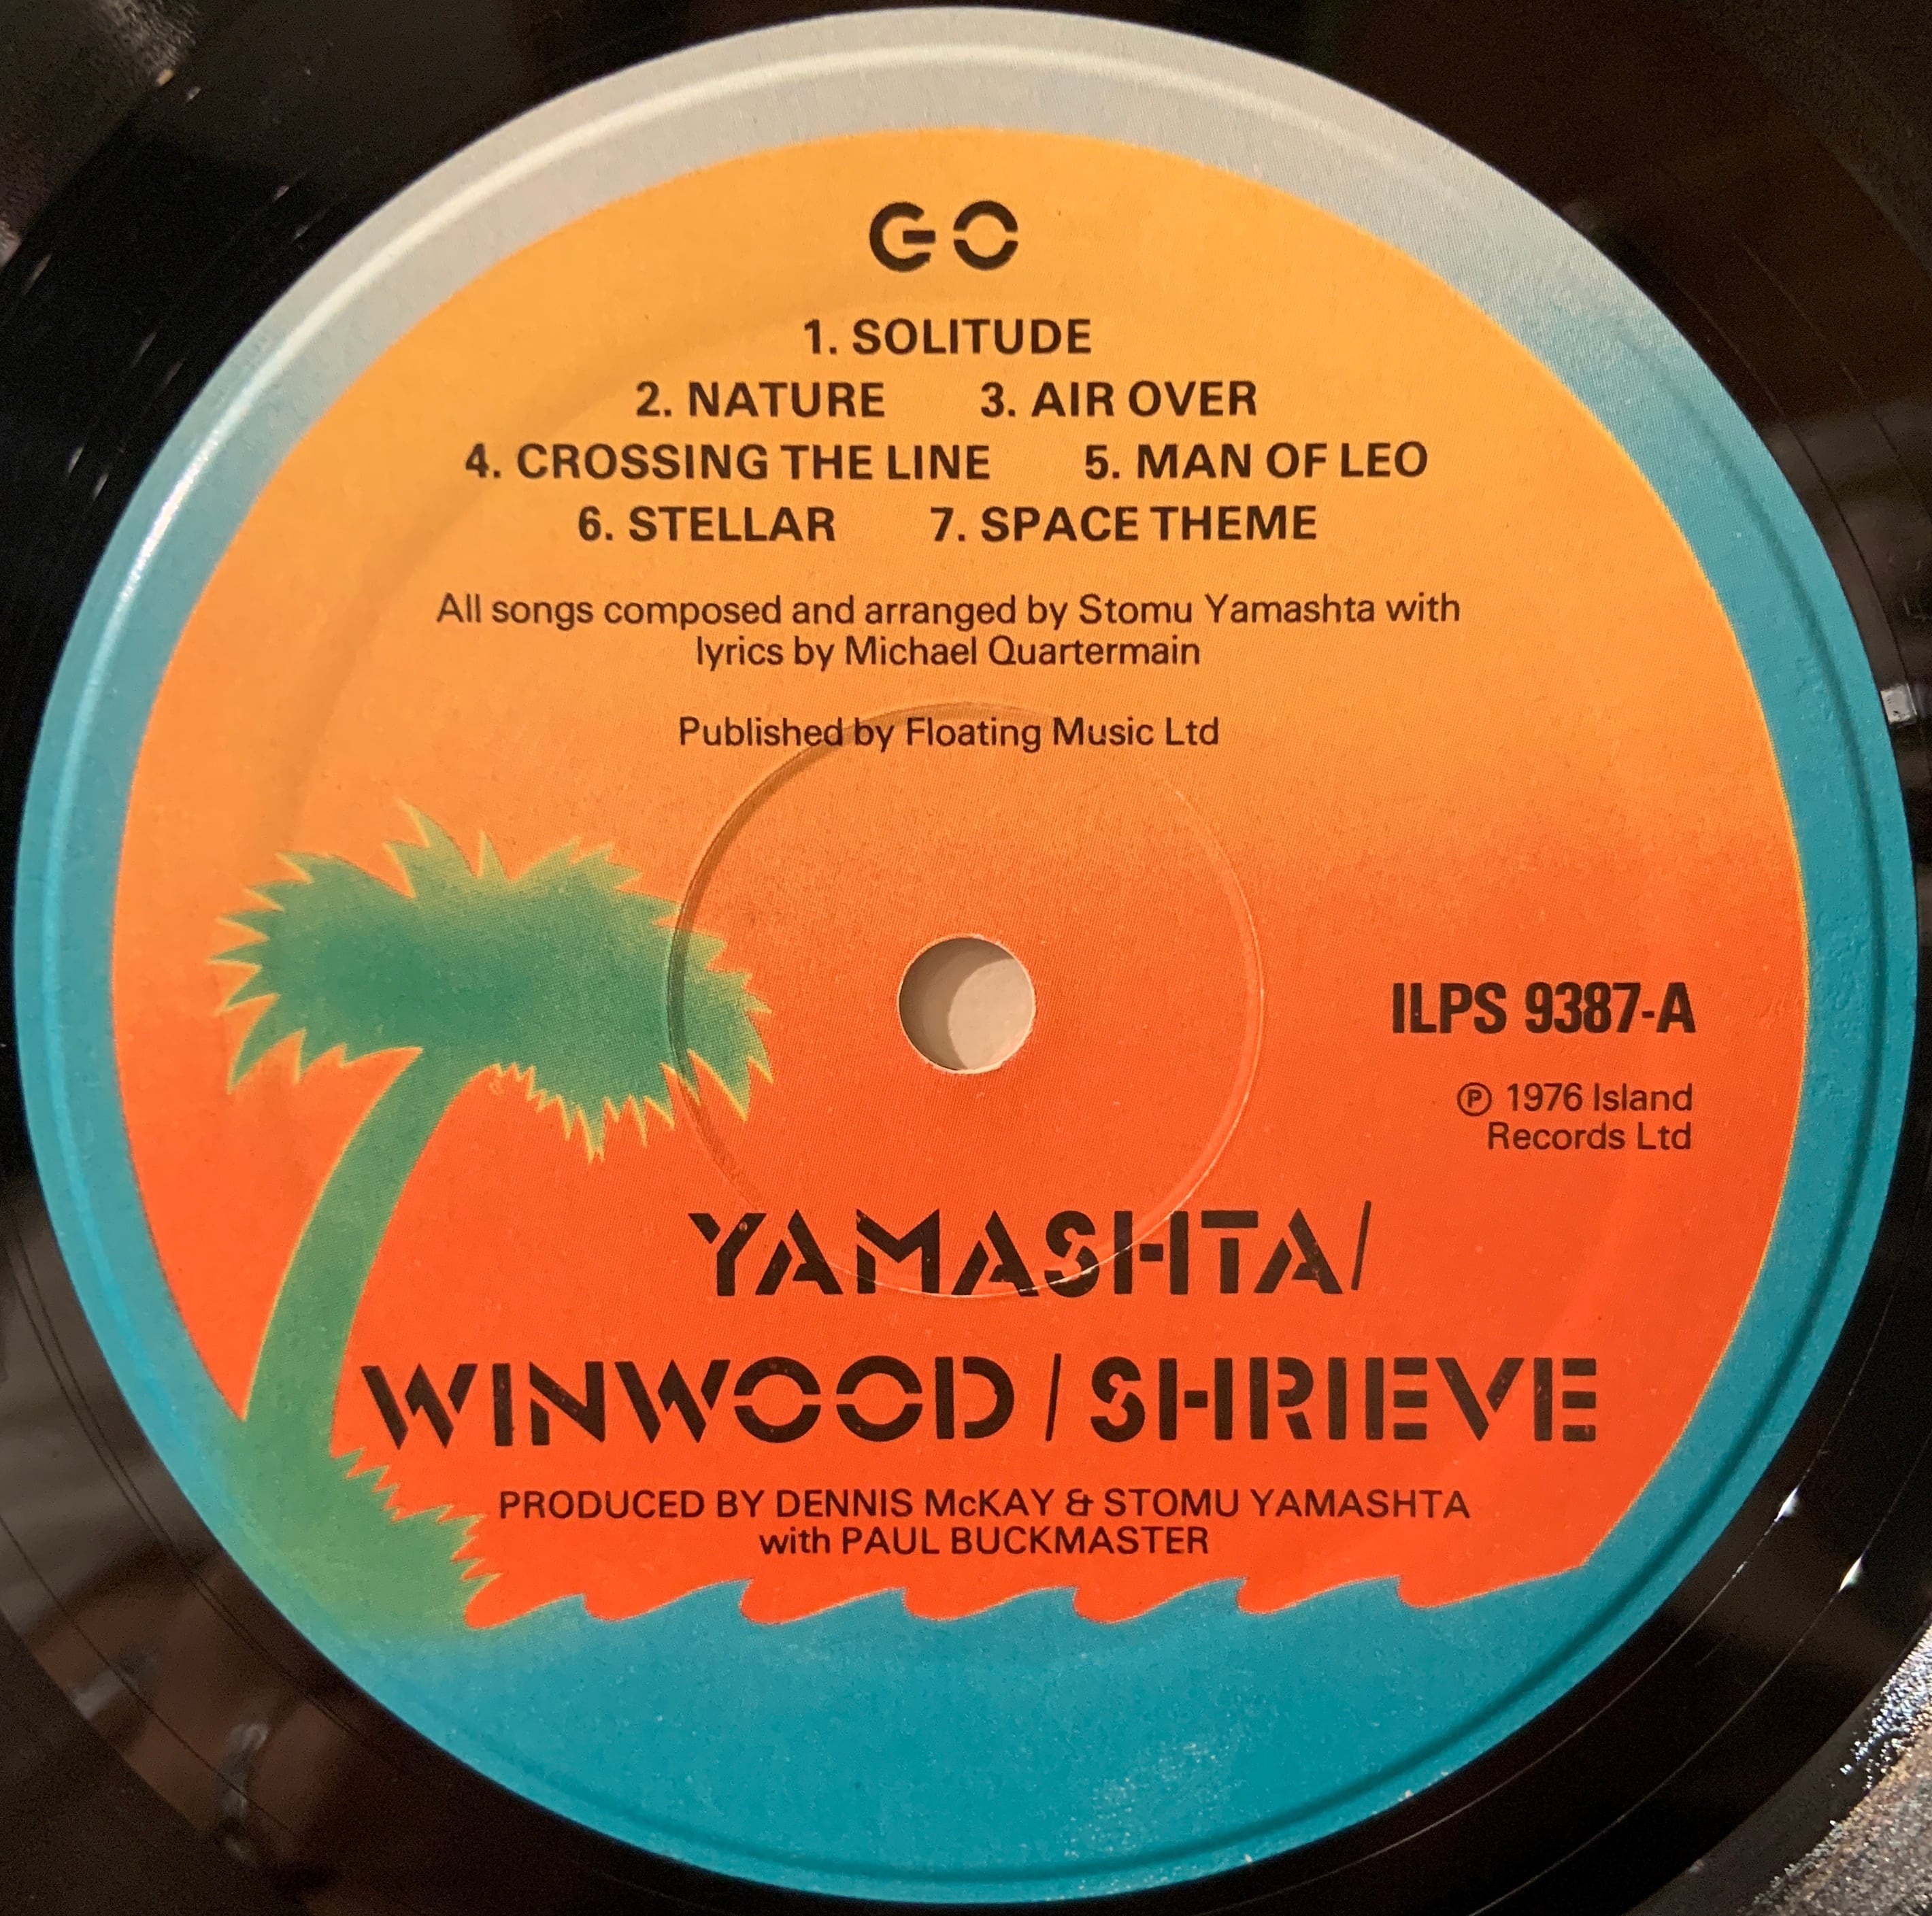 GO
1. SOLITUDE
2. NATURE 3. AIR OVER
4. CROSSING THE LINE 5. MAN OF LEO
6. STELLAR 7. SPACE THEME
All songs composed and arranged by Stomu Yamashta with
lyrics by Michael Quartermain
Published by Floating Music Ltd
ILPS 9387-A
℗ 1976 Island
Records Ltd
YAMASHTA/
WINWOOD / SHRIEVE
PRODUCED BY DENNIS McKAY & STOMU YAMASHTA
with PAUL BUCKMASTER